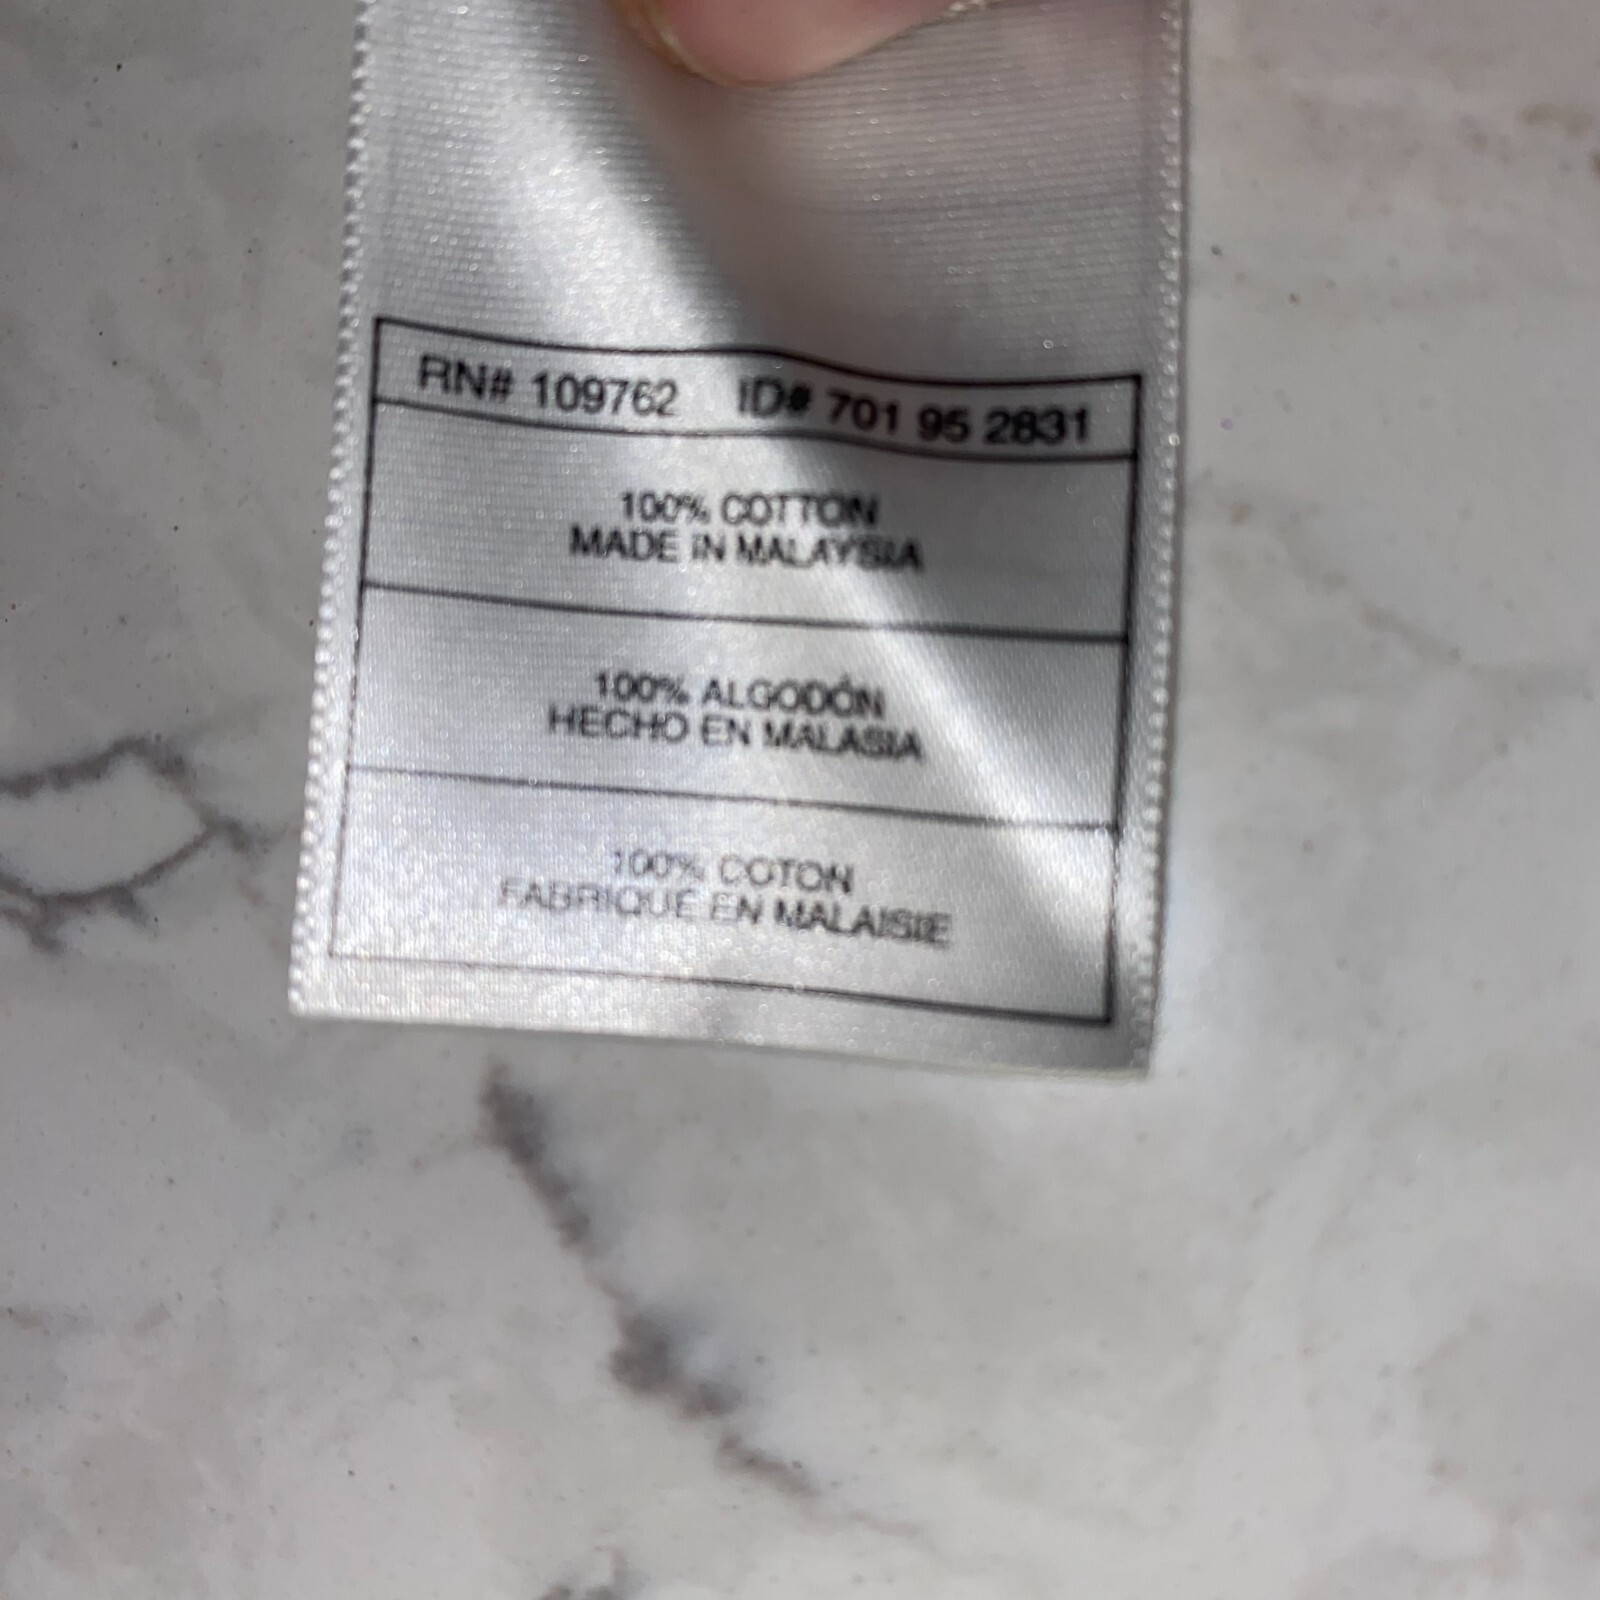 RN# 109762 ID# 701 95 2831
100% COTTON
MADE IN MALAYSIA
100% ALGODÓN
HECHO EN MALASIA
100% COTON
FABRIQUÉ EN MALAISIE